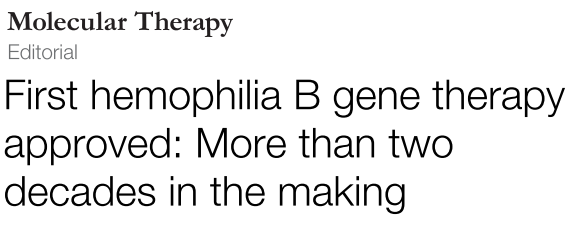 Molecular Therapy
Editorial
First hemophilia B gene therapy
approved: More than two
decades in the making